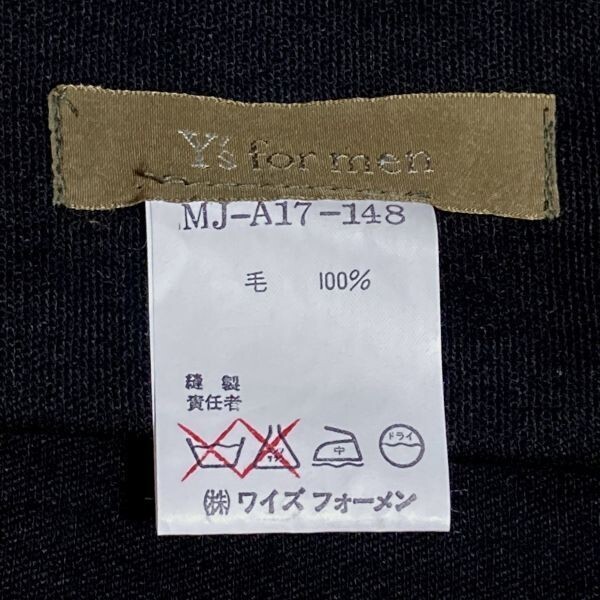 Y's for men
MJ-A17-148
毛 100%
縫製
責任者
中 ドライ
(株)ワイズフォーメン